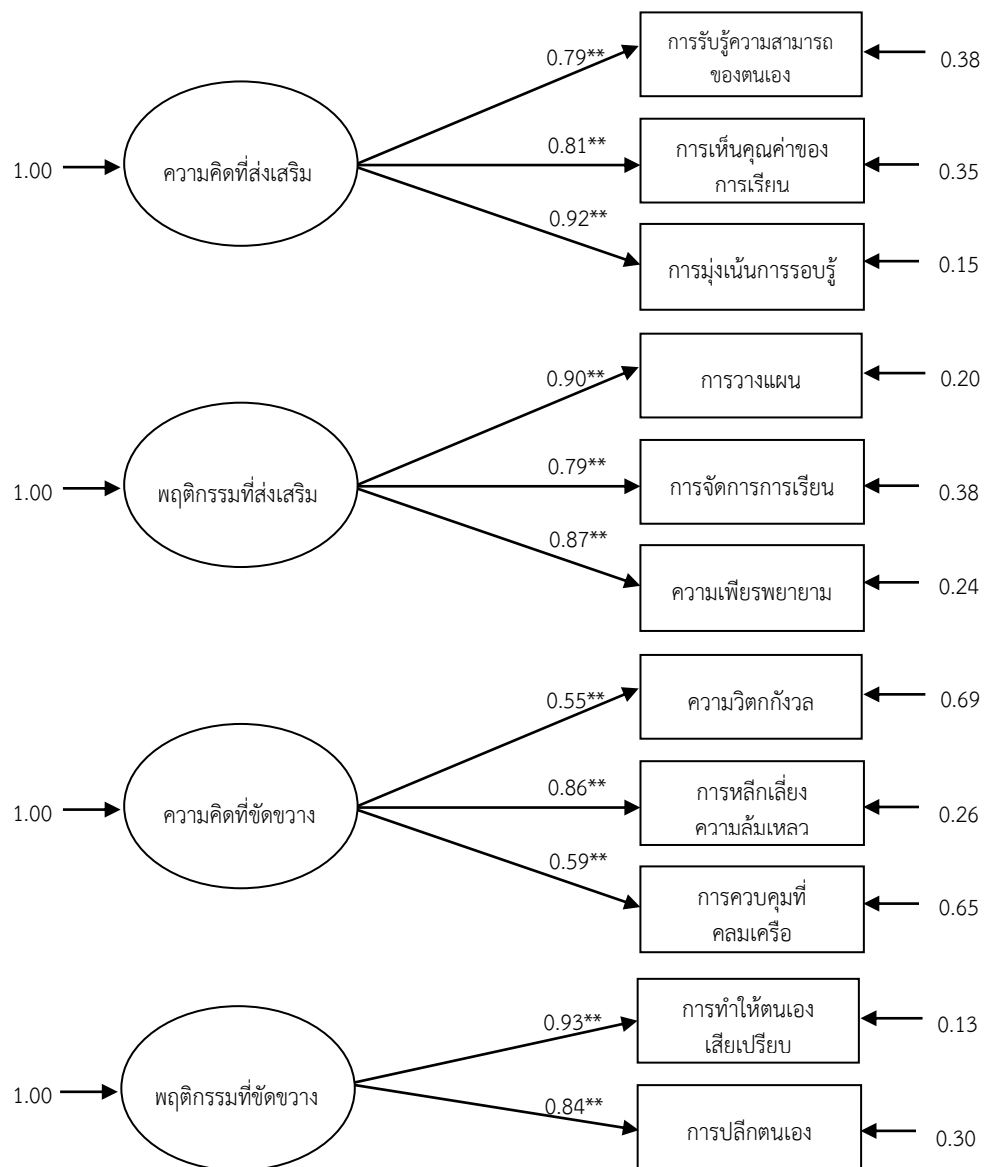 การรับรู้ความสามารถ
ของตนเอง
0.79**
0.38
ความคิดที่ส่งเสริม
1.00
0.81**
การเห็นคุณค่าของ
การเรียน
0.35
0.92**
การมุ่งเน้นการรอบรู้
0.15
0.90**
การวางแผน
0.20
พฤติกรรมที่ส่งเสริม
1.00
0.79**
การจัดการการเรียน
0.38
0.87**
ความเพียรพยายาม
0.24
0.55**
ความวิตกกังวล
0.69
ความคิดที่ขัดขวาง
1.00
0.86**
การหลีกเลี่ยง
ความล้มเหลว
0.26
0.59**
การควบคุมที่
คลมเครือ
0.65
0.93**
การทำให้ตนเอง
เสียเปรียบ
0.13
พฤติกรรมที่ขัดขวาง
1.00
0.84**
การปลีกตนเอง
0.30